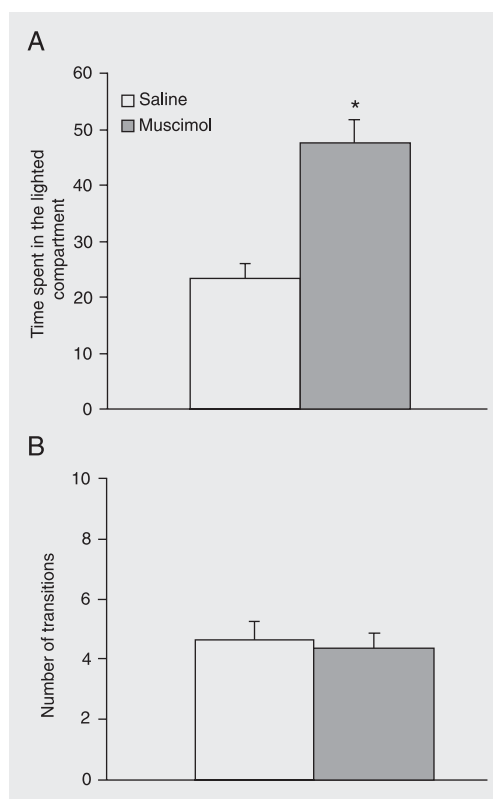 A
60
50
40
30
20
10
0
Time spent in the lighted
compartment
Saline
Muscimol
*
B
10
8
6
4
2
0
Number of transitions